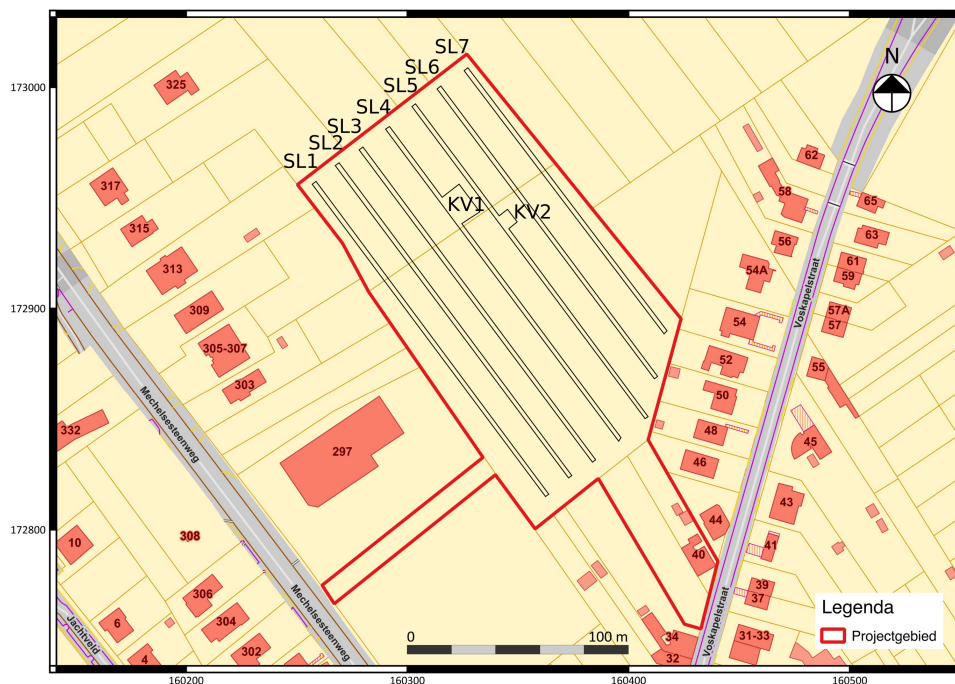 SL7
SL6
SL5
SL4
SL3
SL2
SL1
KV1
KV2
N
173000
172900
172800
160200
160300
160400
160500
325
317
315
313
309
305-307
303
297
332
10
308
306
304
302
6
4
62
58
65
56
63
54A
61
59
54
57A
57
52
55
50
48
45
46
43
44
41
40
39
37
34
32
31-33
Mechelsesteenweg
Mechelsesteenweg
Jachtveld
Voskapelstraat
Voskapelstraat
0 100 m
Legenda
Projectgebied